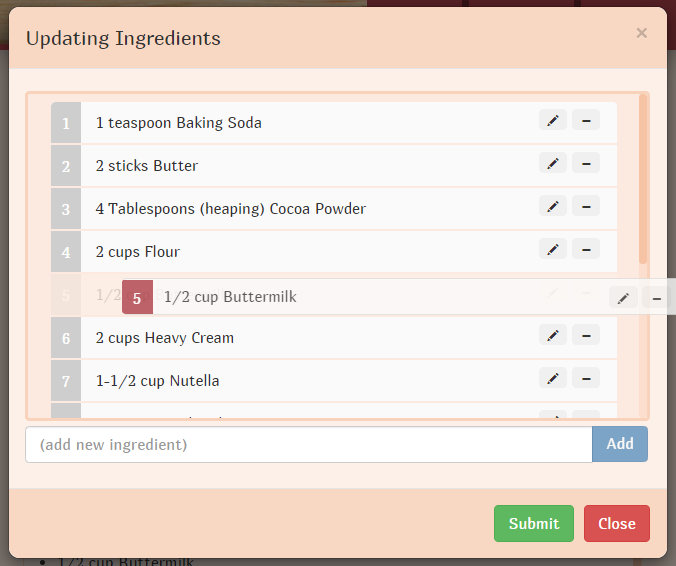 Updating Ingredients ×
1 1 teaspoon Baking Soda
2 2 sticks Butter
3 4 Tablespoons (heaping) Cocoa Powder
4 2 cups Flour
5 1/2
5 1/2 cup Buttermilk
6 2 cups Heavy Cream
7 1-1/2 cup Nutella
(add new ingredient) Add
Submit Close
• 1/2 cup Buttermilk